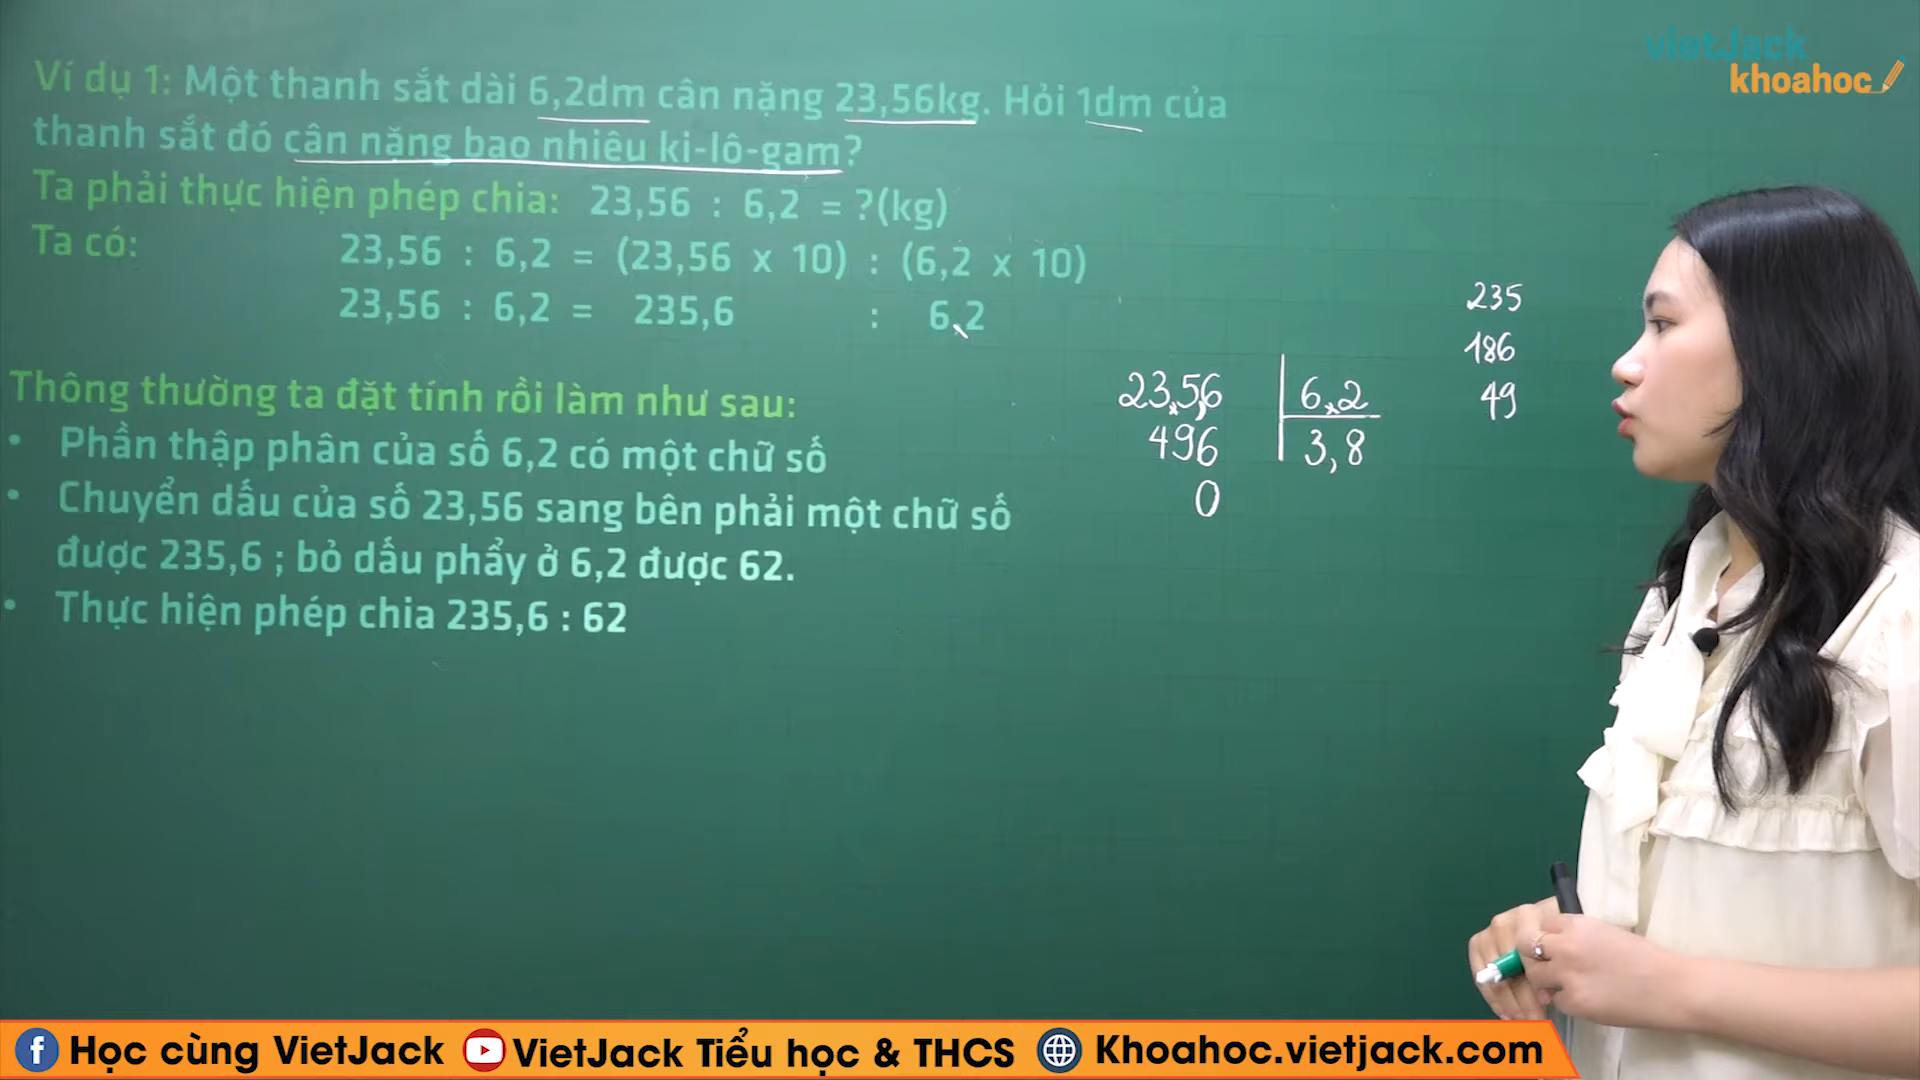 vietJack
khoahoc
Ví dụ 1: Một thanh sắt dài 6,2dm cân nặng 23,56kg. Hỏi 1dm của
thanh sắt đó cân nặng bao nhiêu ki-lô-gam?
Ta phải thực hiện phép chia: 23,56 : 6,2 = ?(kg)
Ta có: 23,56 : 6,2 = (23,56 x 10) : (6,2 x 10)
23,56 : 6,2 = 235,6 : 6,2
Thông thường ta đặt tính rồi làm như sau:
• Phần thập phân của số 6,2 có một chữ số
• Chuyển dấu của số 23,56 sang bên phải một chữ số
được 235,6 ; bỏ dấu phẩy ở 6,2 được 62.
• Thực hiện phép chia 235,6 : 62
23,5,6 6,2
496 3,8
0
235
186
49
Học cùng VietJack VietJack Tiểu học & THCS Khoahoc.vietjack.com